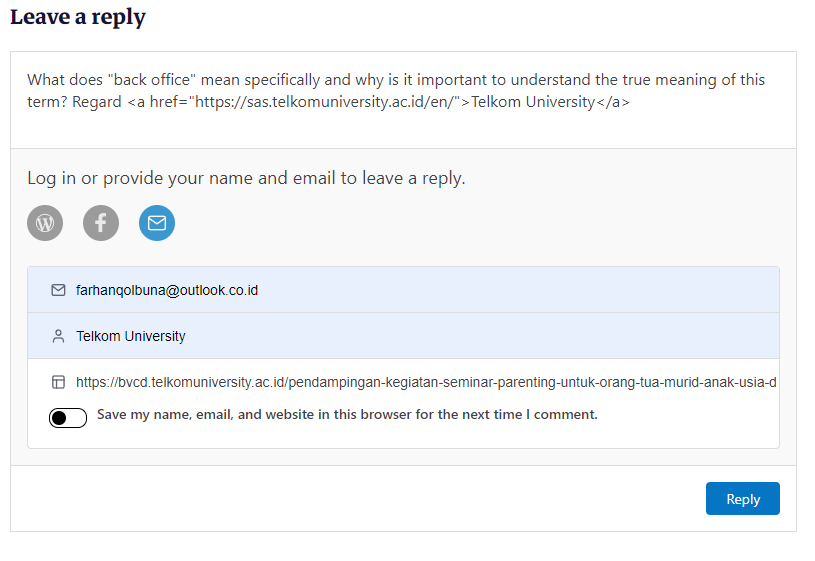 Leave a reply
What does "back office" mean specifically and why is it important to understand the true meaning of this
term? Regard <a href="https://sas.telkomuniversity.ac.id/en/">Telkom University</a>
Log in or provide your name and email to leave a reply.
farhanqolbuna@outlook.co.id
Telkom University
https://bvcd.telkomuniversity.ac.id/pendampingan-kegiatan-seminar-parenting-untuk-orang-tua-murid-anak-usia-d
Save my name, email, and website in this browser for the next time I comment.
Reply